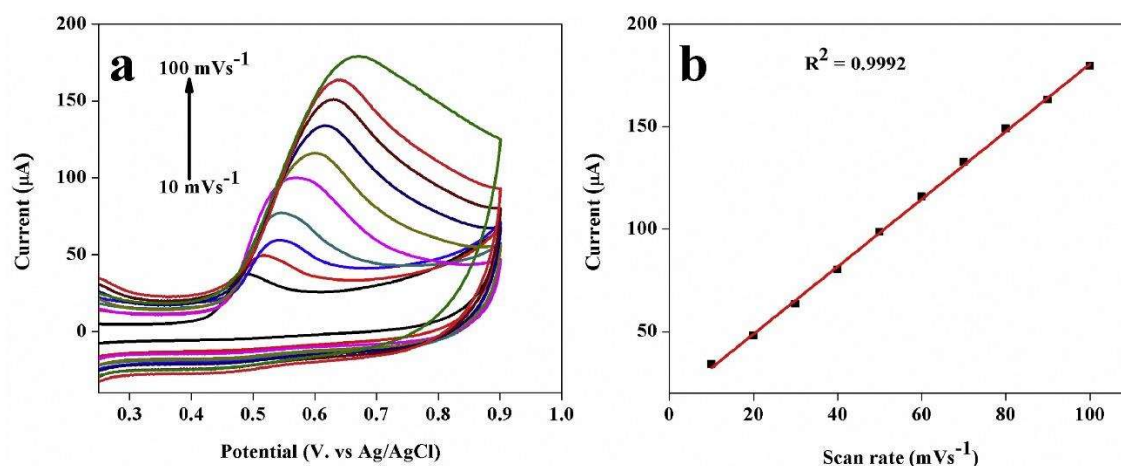 a
100 mVs⁻¹
10 mVs⁻¹
200
150
100
50
0
Current (µA)
0.3 0.4 0.5 0.6 0.7 0.8 0.9 1.0
Potential (V. vs Ag/AgCl)
b
R² = 0.9992
200
150
100
50
Current (µA)
0 20 40 60 80 100
Scan rate (mVs⁻¹)